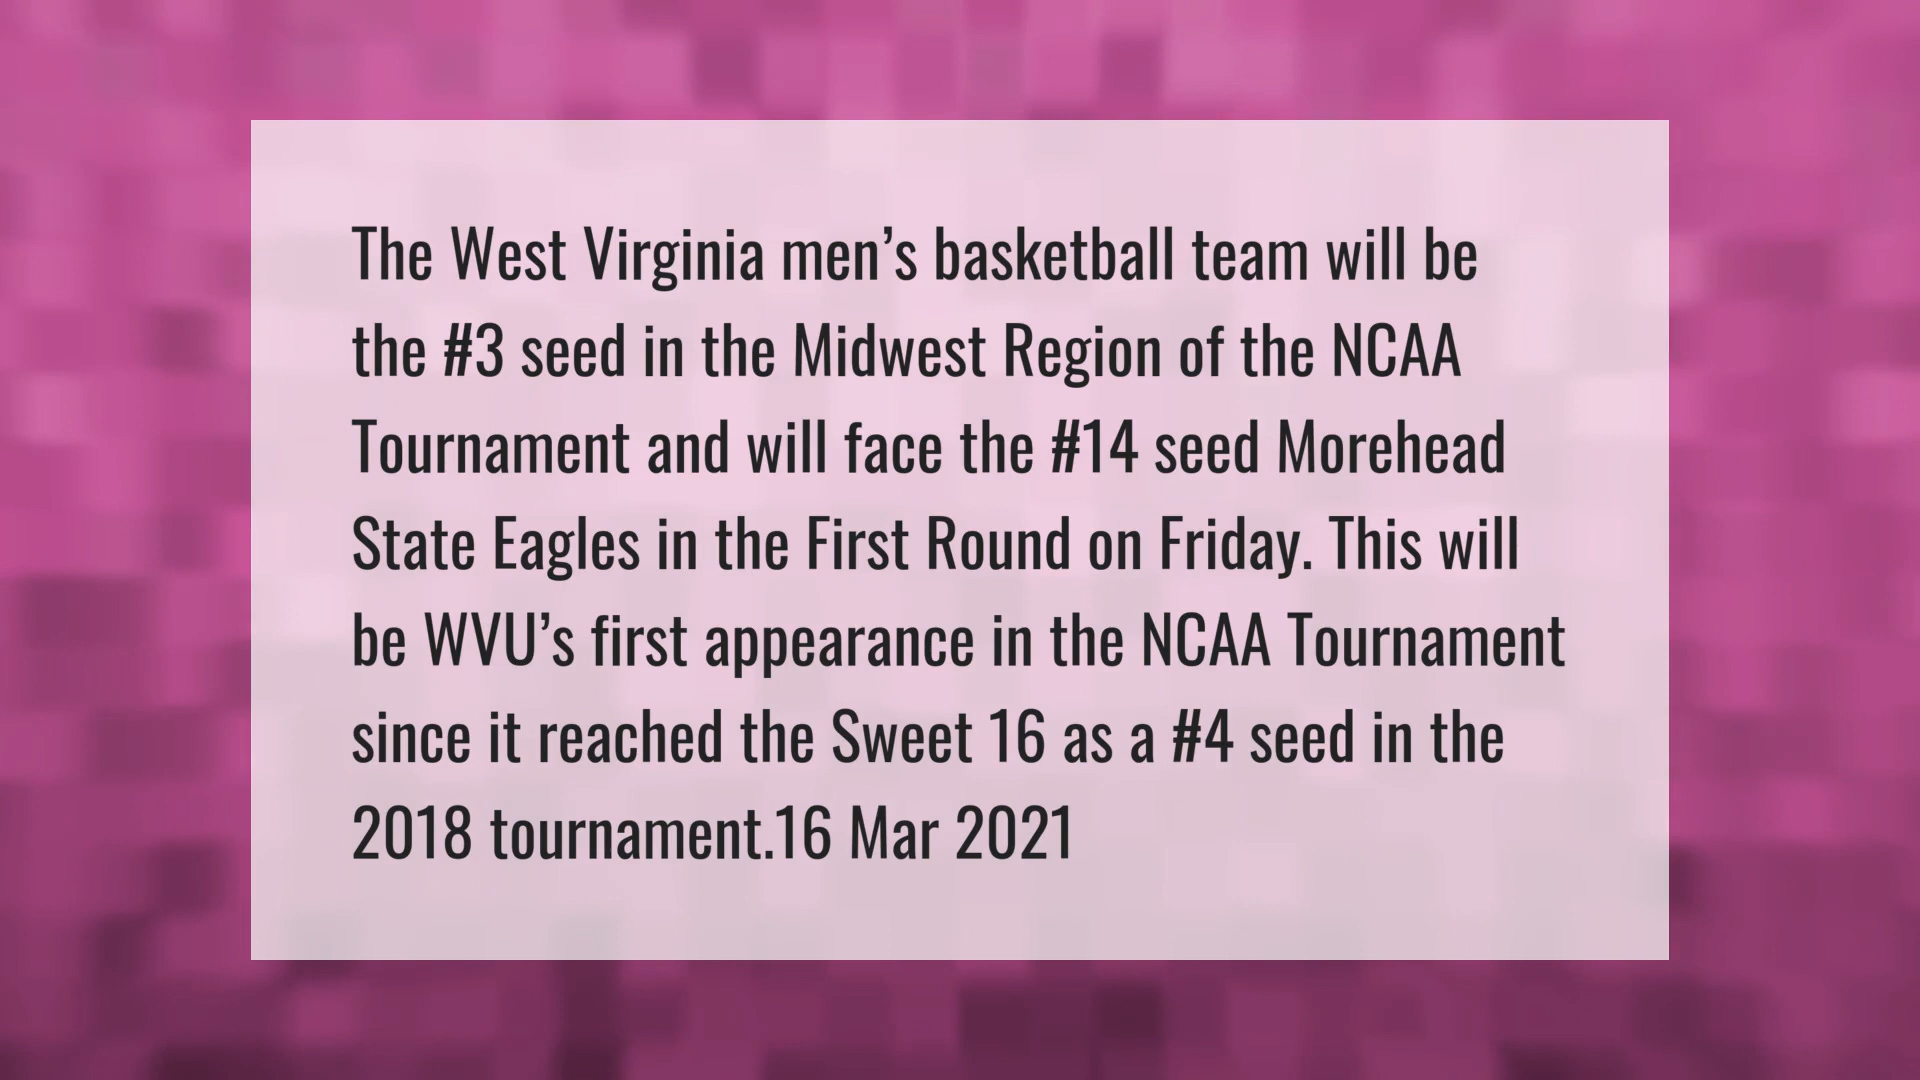 The West Virginia men’s basketball team will be
the #3 seed in the Midwest Region of the NCAA
Tournament and will face the #14 seed Morehead
State Eagles in the First Round on Friday. This will
be WVU’s first appearance in the NCAA Tournament
since it reached the Sweet 16 as a #4 seed in the
2018 tournament.16 Mar 2021